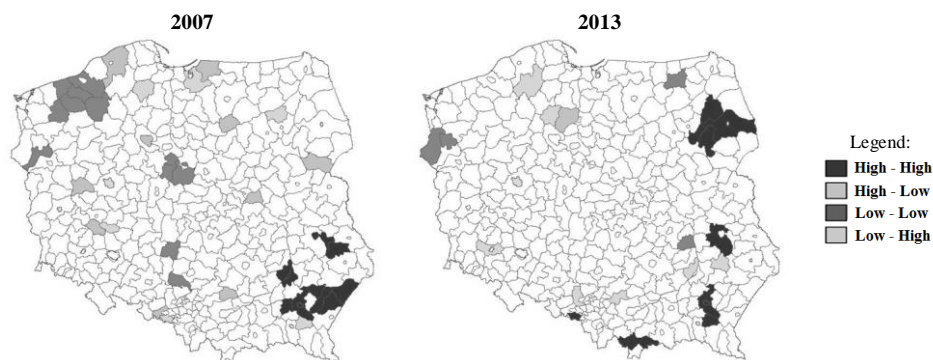 2007
2013
Legend:
High - High
High - Low
Low - Low
Low - High